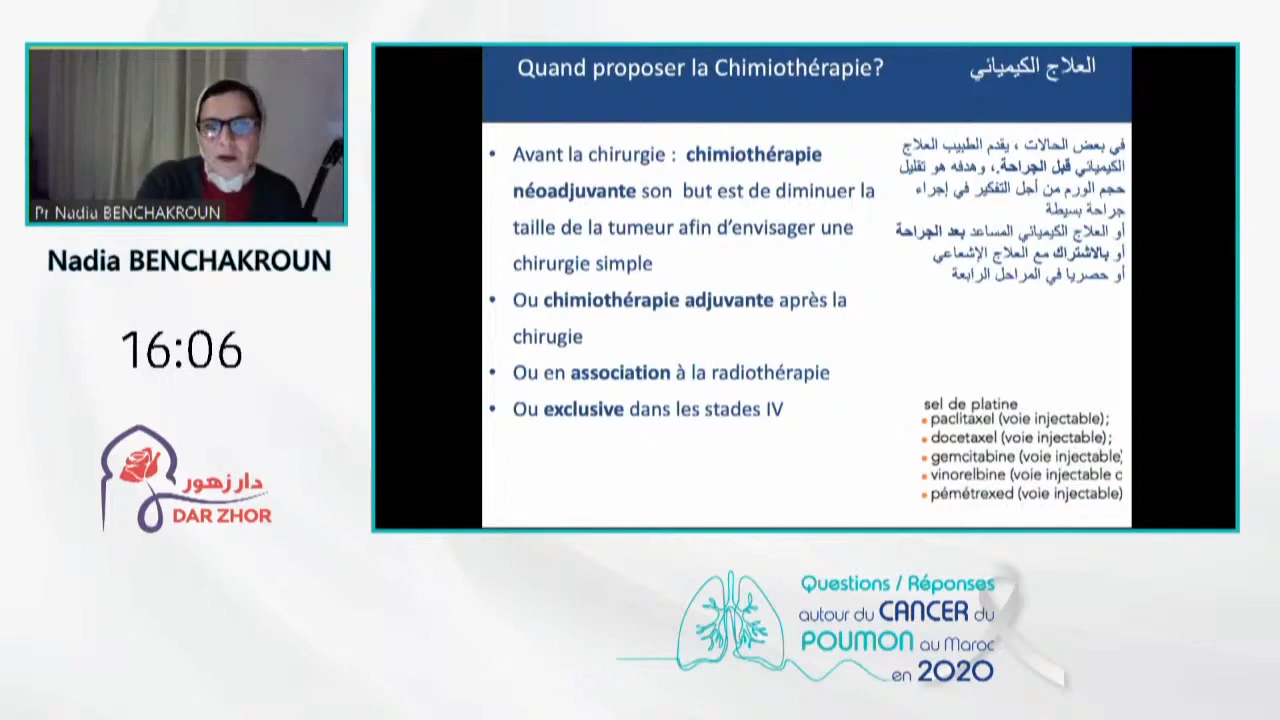 Pr Nadia BENCHAKROUN
Nadia BENCHAKROUN
16:06
دار زهور
DAR ZHOR
Quand proposer la Chimiothérapie?
العلاج الكيميائي
• Avant la chirurgie : chimiothérapie
néoadjuvante son but est de diminuer la
taille de la tumeur afin d'envisager une
chirurgie simple
• Ou chimiothérapie adjuvante après la
chirugie
• Ou en association à la radiothérapie
• Ou exclusive dans les stades IV
في بعض الحالات ، يقدم الطبيب العلاج
الكيميائي قبل الجراحة.، وهدفه هو تقليل
حجم الورم من أجل التفكير في إجراء
جراحة بسيطة
أو العلاج الكيميائي المساعد بعد الجراحة
أو بالاشتراك مع العلاج الإشعاعي
أو حصريا في المراحل الرابعة
sel de platine
• paclitaxel (voie injectable);
• docetaxel (voie injectable);
• gemcitabine (voie injectable)
• vinorelbine (voie injectable o
• pémétrexed (voie injectable)
Questions / Réponses
autour du CANCER du
POUMON au Maroc
en 2020